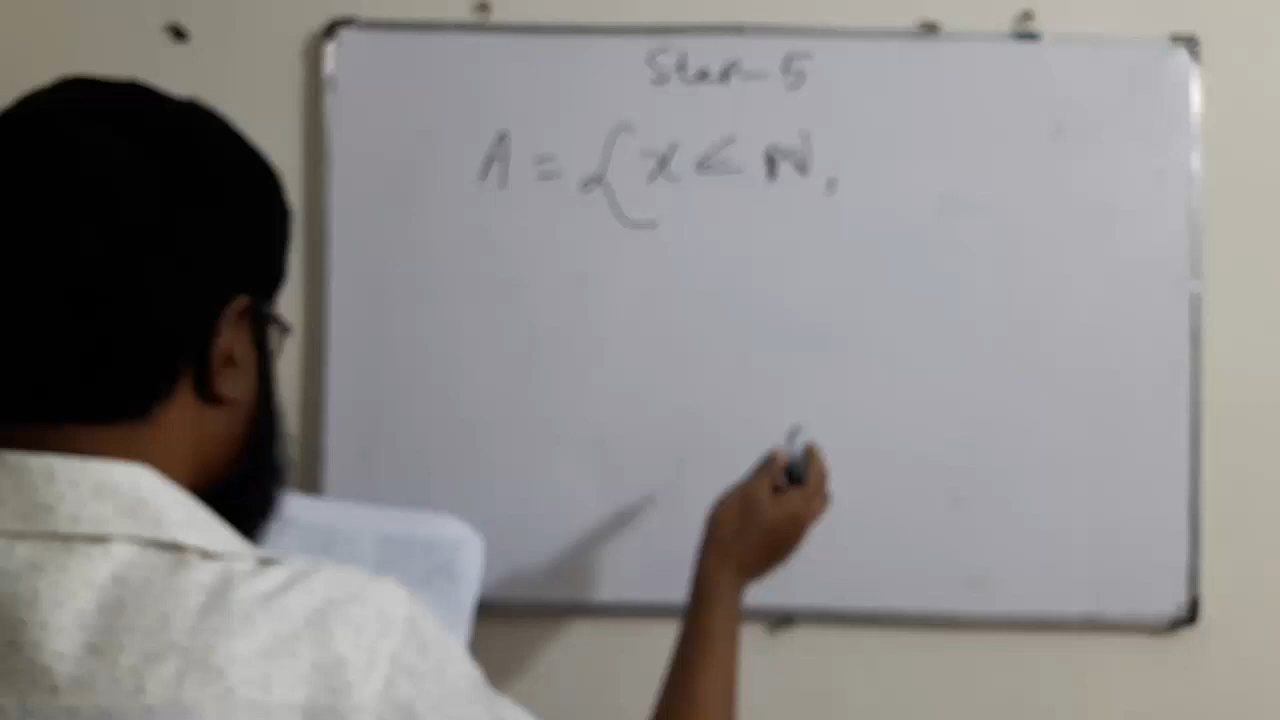 Star-5
A = { x < N,